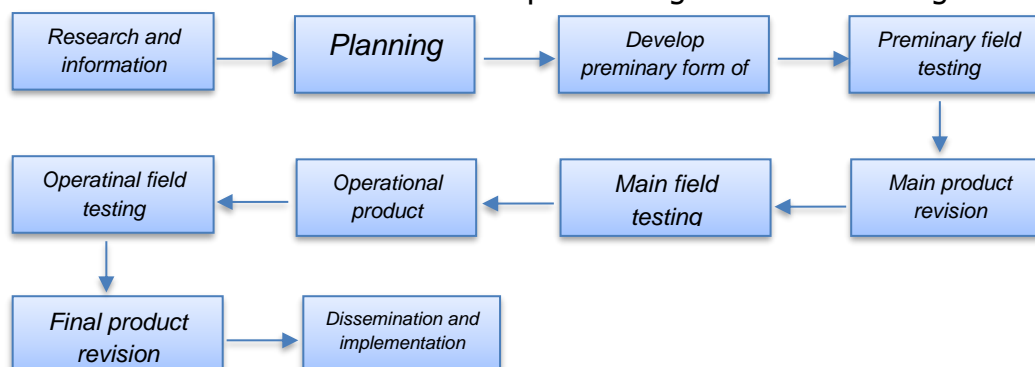 Research and
information
Planning
Develop
preminary form of
Preminary field
testing
Main product
revision
Main field
testing
Operational
product
Operatinal field
testing
Final product
revision
Dissemination and
implementation